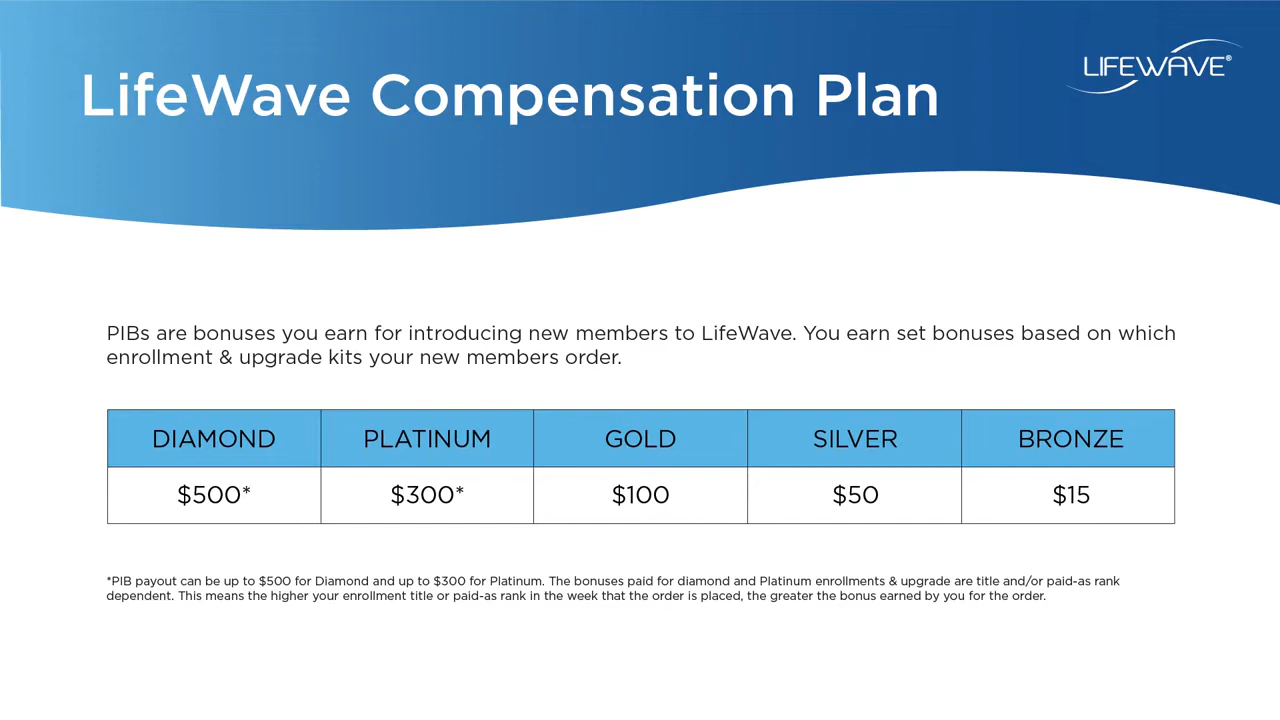 LifeWave Compensation Plan
LIFEWAVE®
PIBs are bonuses you earn for introducing new members to LifeWave. You earn set bonuses based on which
enrollment & upgrade kits your new members order.
DIAMOND PLATINUM GOLD SILVER BRONZE
$500* $300* $100 $50 $15
*PIB payout can be up to $500 for Diamond and up to $300 for Platinum. The bonuses paid for diamond and Platinum enrollments & upgrade are title and/or paid-as rank
dependent. This means the higher your enrollment title or paid-as rank in the week that the order is placed, the greater the bonus earned by you for the order.